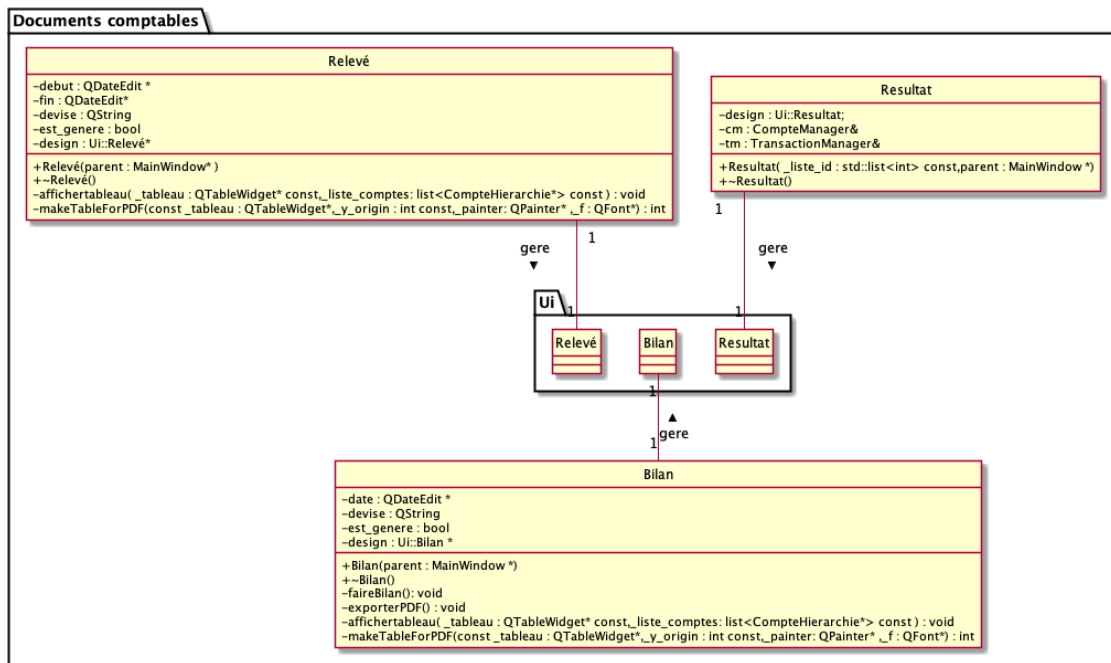 Documents comptables
Relevé
-debut : QDateEdit *
-fin : QDateEdit*
-devise : QString
-est_genere : bool
-design : Ui::Relevé*
+Relevé(parent : MainWindow* )
+~Relevé()
-affichertableau( _tableau : QTableWidget* const,_liste_comptes: list<CompteHierarchie*> const ) : void
-makeTableForPDF(const _tableau : QTableWidget*,_y_origin : int const,_painter: QPainter* ,_f : QFont*) : int
Resultat
-design : Ui::Resultat;
-cm : CompteManager&
-tm : TransactionManager&
+Resultat( _liste_id : std::list<int> const,parent : MainWindow *)
+~Resultat()
1
1
gere
▼
gere
▼
Ui
1
1
Relevé
Bilan
Resultat
1
▲
gere
1
Bilan
-date : QDateEdit *
-devise : QString
-est_genere : bool
-design : Ui::Bilan *
+Bilan(parent : MainWindow *)
+~Bilan()
-faireBilan(): void
-exporterPDF() : void
-affichertableau( _tableau : QTableWidget* const,_liste_comptes: list<CompteHierarchie*> const ) : void
-makeTableForPDF(const _tableau : QTableWidget*,_y_origin : int const,_painter: QPainter* ,_f : QFont*) : int